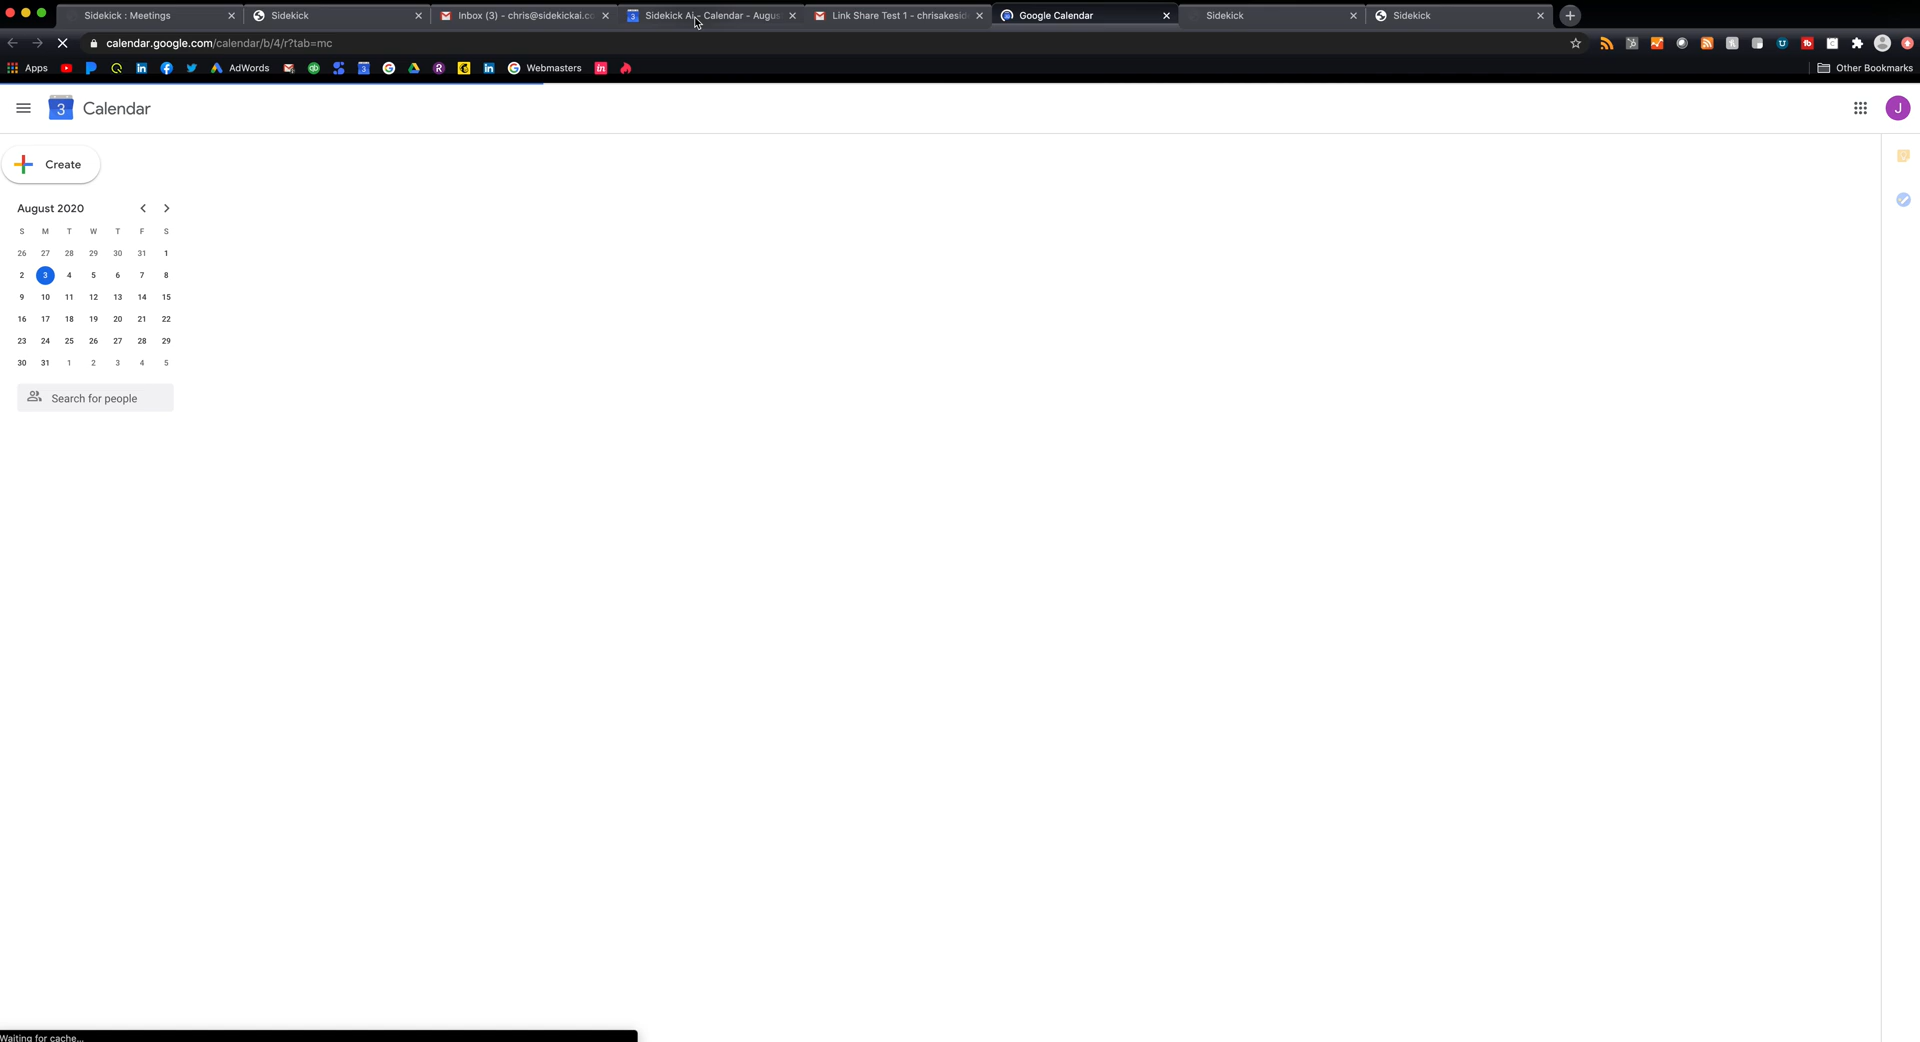 Sidekick : Meetings
Sidekick
Inbox (3) - chris@sidekickai.cc
Sidekick Ai - Calendar - Augus
Link Share Test 1 - chrisakesid
Google Calendar
Sidekick
Sidekick
calendar.google.com/calendar/b/4/r?tab=mc
Apps
AdWords
Webmasters
Other Bookmarks
3
Calendar
J
Create
August 2020
S M T W T F S
26 27 28 29 30 31 1
2 3 4 5 6 7 8
9 10 11 12 13 14 15
16 17 18 19 20 21 22
23 24 25 26 27 28 29
30 31 1 2 3 4 5
Search for people
Waiting for cache...